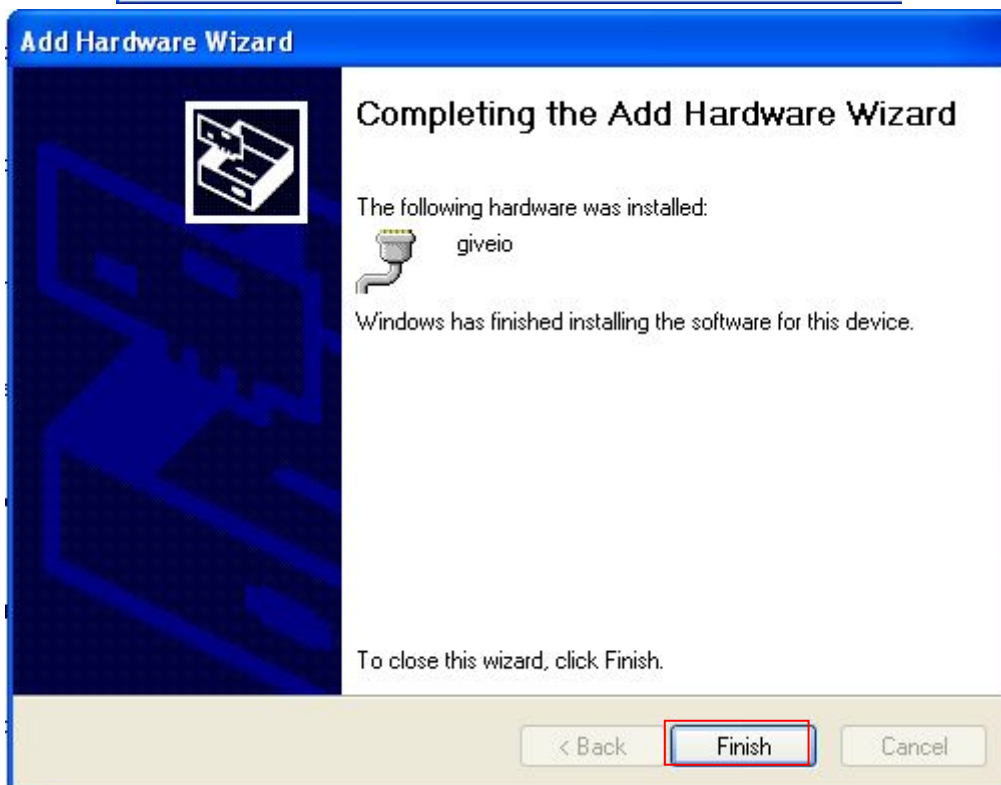 Add Hardware Wizard
Completing the Add Hardware Wizard
The following hardware was installed:
giveio
Windows has finished installing the software for this device.
To close this wizard, click Finish.
< Back Finish Cancel